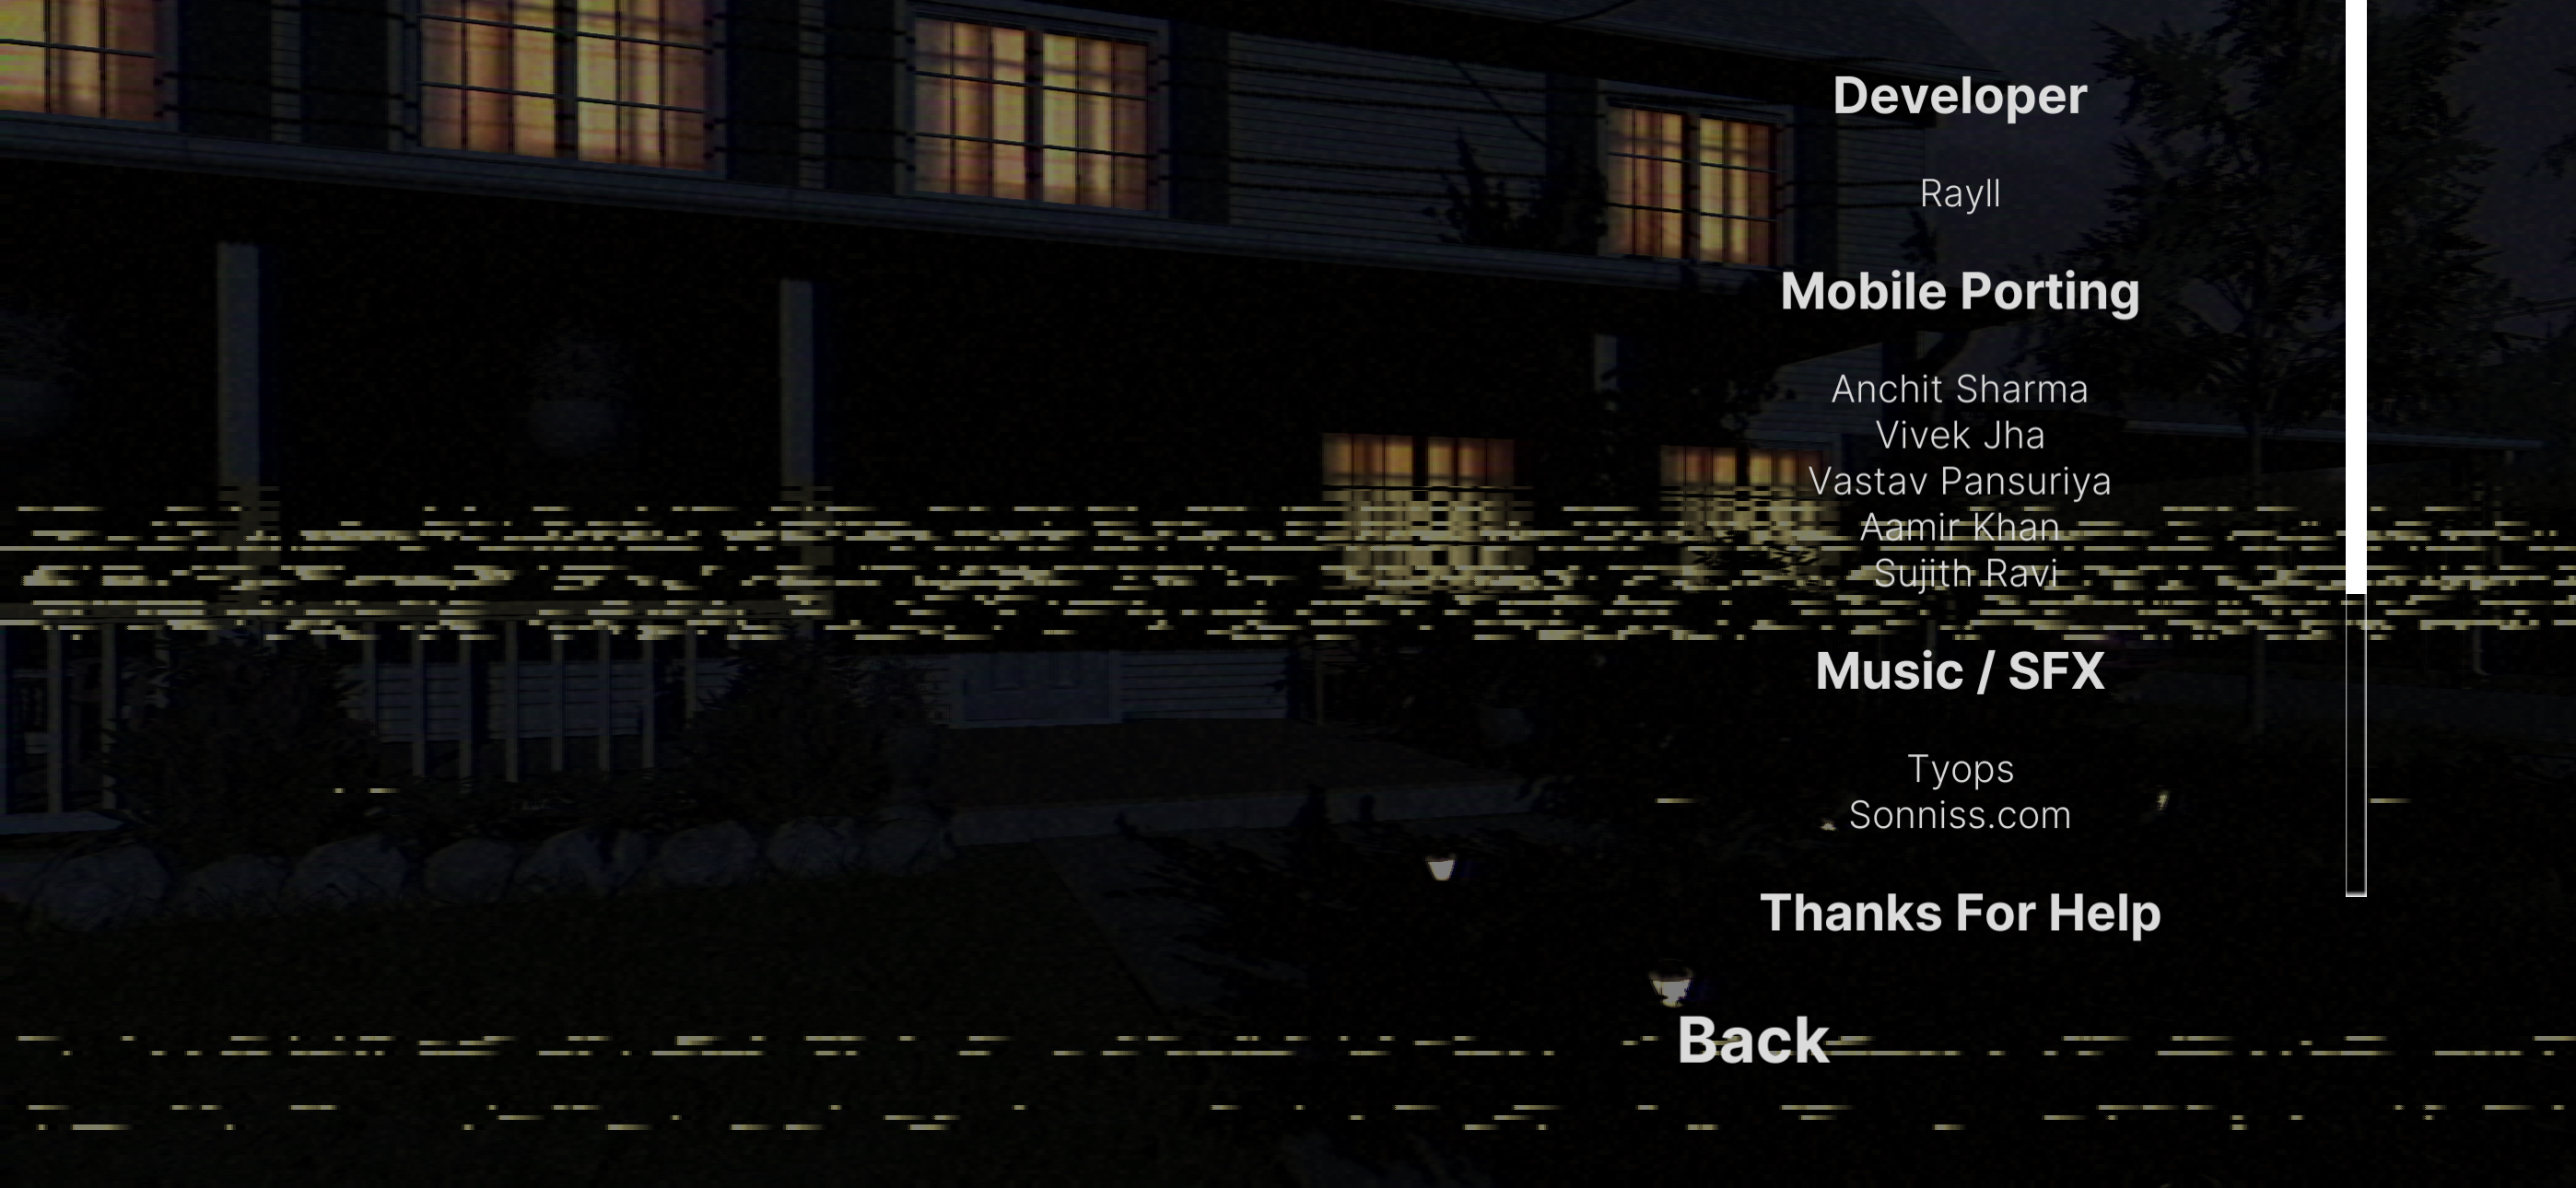 Developer
Rayll
Mobile Porting
Anchit Sharma
Vivek Jha
Vastav Pansuriya
Aamir Khan
Sujith Ravi
Music / SFX
Tyops
Sonniss.com
Thanks For Help
Back